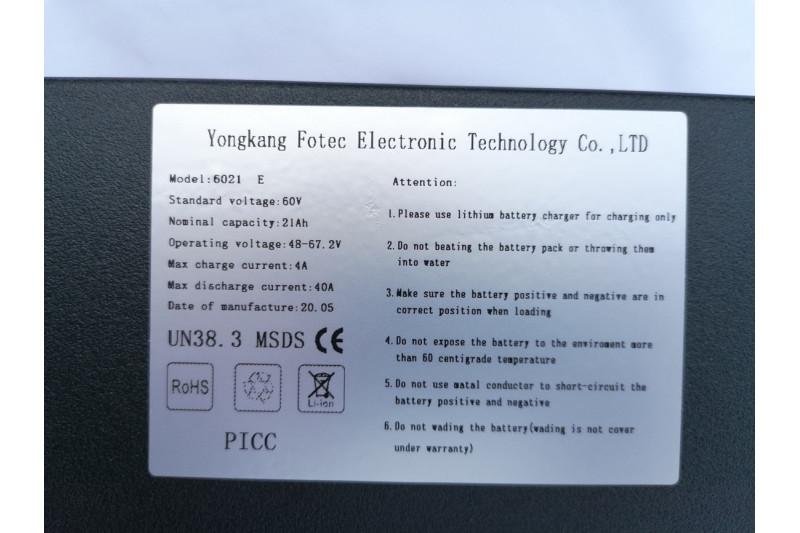 Yongkang Fotec Electronic Technology Co.,LTD
Model:6021 E
Standard voltage:60V
Nominal capacity:21Ah
Operating voltage:48-67.2V
Max charge current:4A
Max discharge current:40A
Date of manufacture:20.05
UN38.3 MSDS CE
RoHS
Li-ion
PICC
Attention:
1.Please use lithium battery charger for charging only
2.Do not beating the battery pack or throwing them
into water
3.Make sure the battery positive and negative are in
correct position when loading
4.Do not expose the battery to the enviroment more
than 60 centigrade temperature
5.Do not use matal conductor to short-circuit the
battery positive and negative
6.Do not wading the battery(wading is not cover
under warranty)